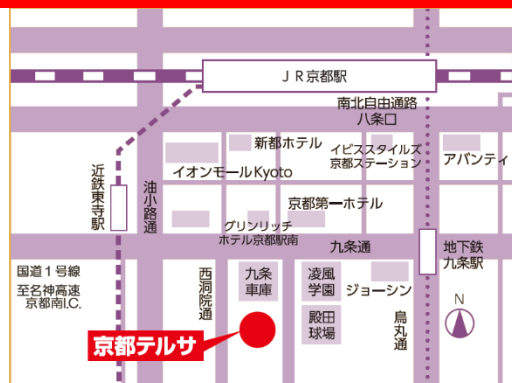 JR京都駅
南北自由通路
八条口
新都ホテル
イビススタイルズ
京都ステーション
アバンティ
イオンモールKyoto
近鉄東寺駅
油小路通
京都第一ホテル
グリンリッチ
ホテル京都駅南
九条通
地下鉄
九条駅
国道1号線
至名神高速
京都南I.C.
西洞院通
九条
車庫
凌風
学園
ジョーシン
殿田
球場
烏丸通
N
京都テルサ